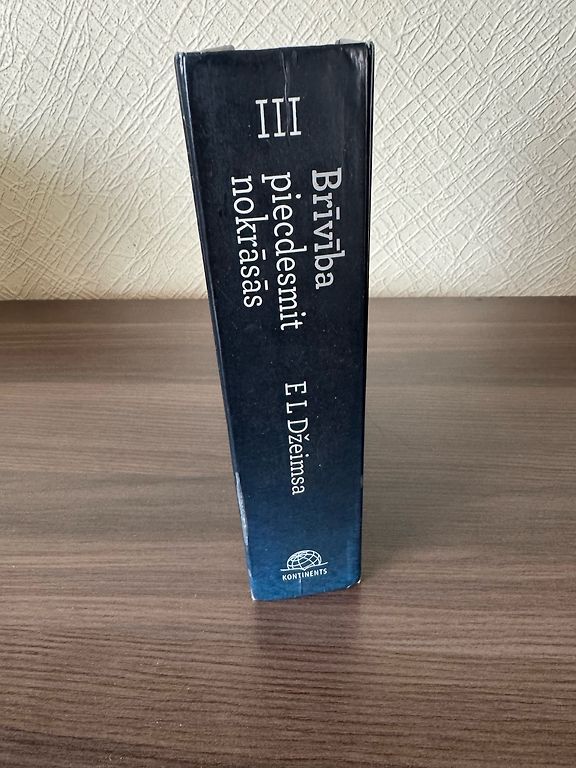 III
Brīvība
piecdesmit
nokrāsās
E L Džeimsa
KONTINENTS